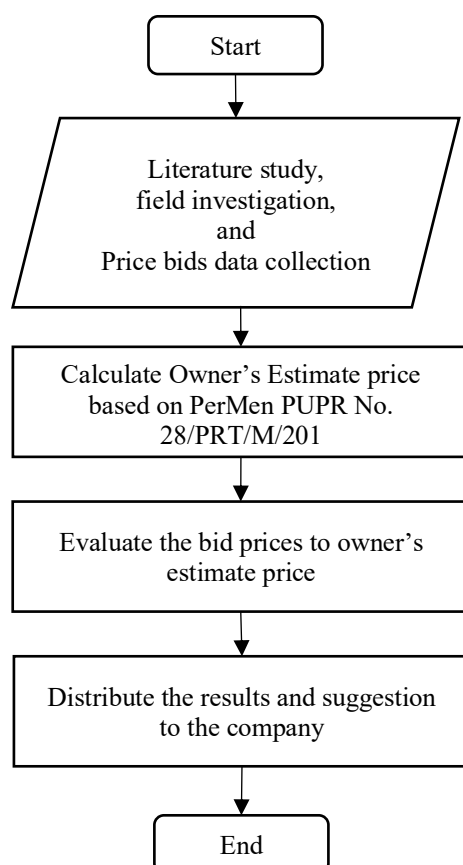 Start
Literature study,
field investigation,
and
Price bids data collection
Calculate Owner’s Estimate price
based on PerMen PUPR No.
28/PRT/M/201
Evaluate the bid prices to owner’s
estimate price
Distribute the results and suggestion
to the company
End